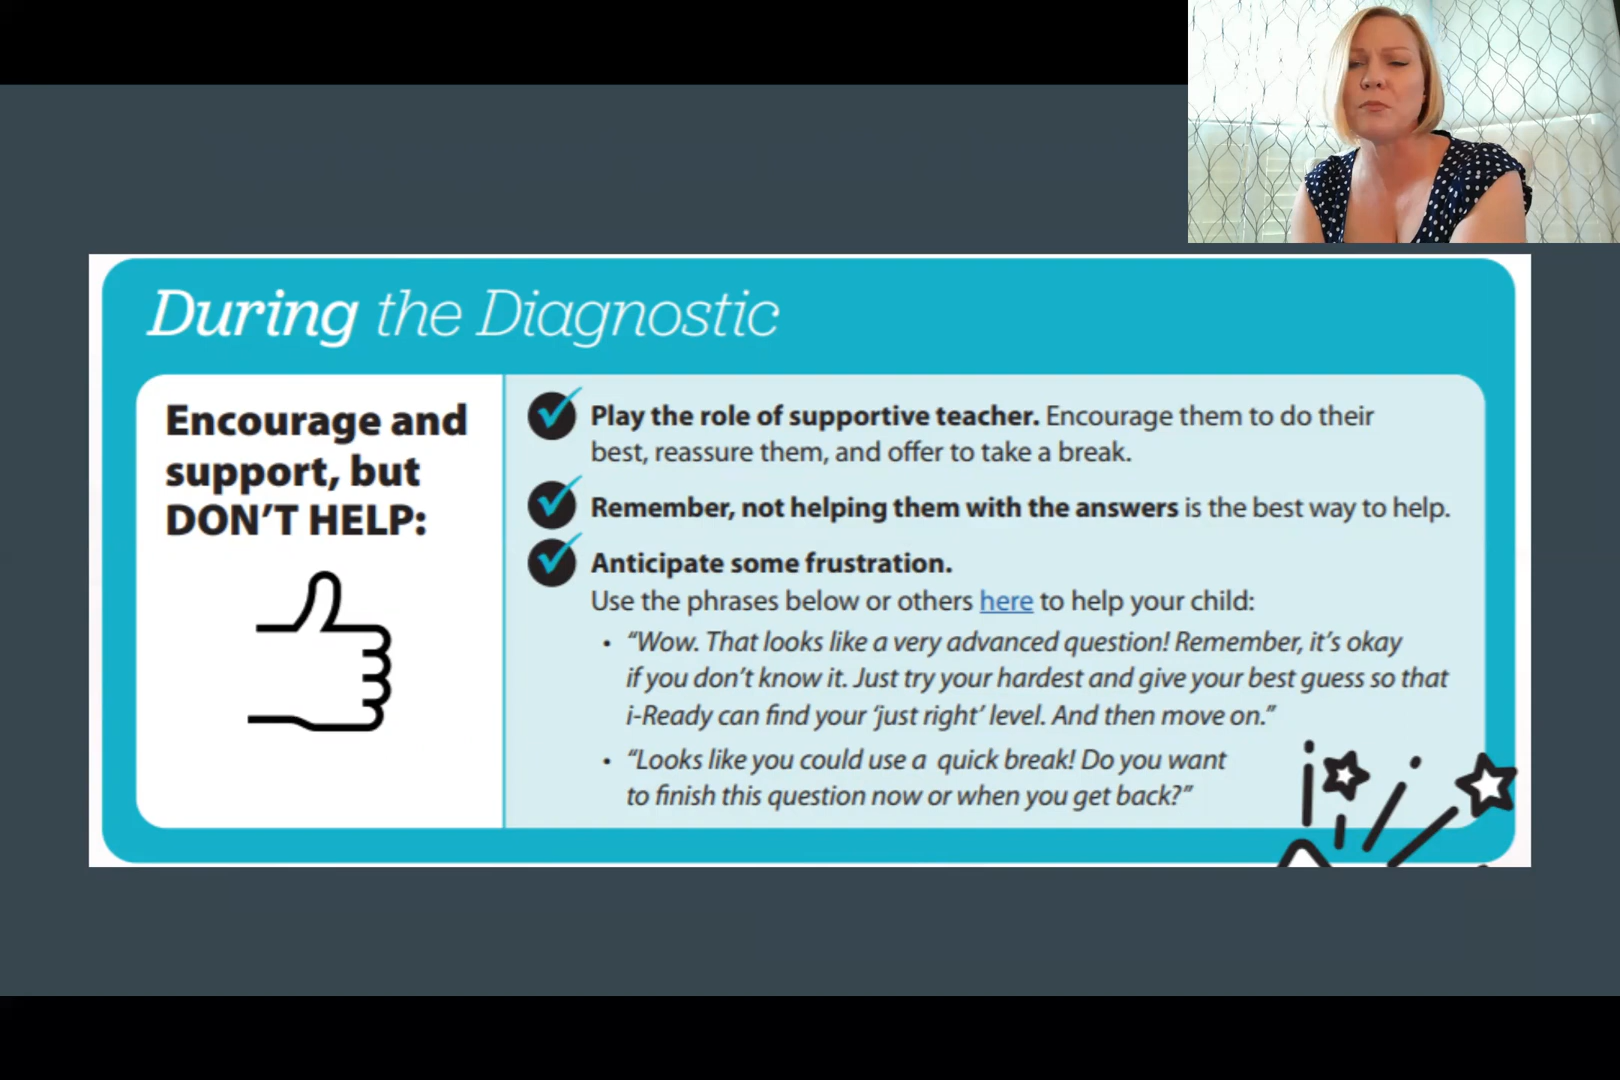 During the Diagnostic
Encourage and
support, but
DON'T HELP:
Play the role of supportive teacher. Encourage them to do their
best, reassure them, and offer to take a break.
Remember, not helping them with the answers is the best way to help.
Anticipate some frustration.
Use the phrases below or others here to help your child:
• “Wow. That looks like a very advanced question! Remember, it’s okay
if you don’t know it. Just try your hardest and give your best guess so that
i-Ready can find your ‘just right’ level. And then move on.”
• “Looks like you could use a quick break! Do you want
to finish this question now or when you get back?”